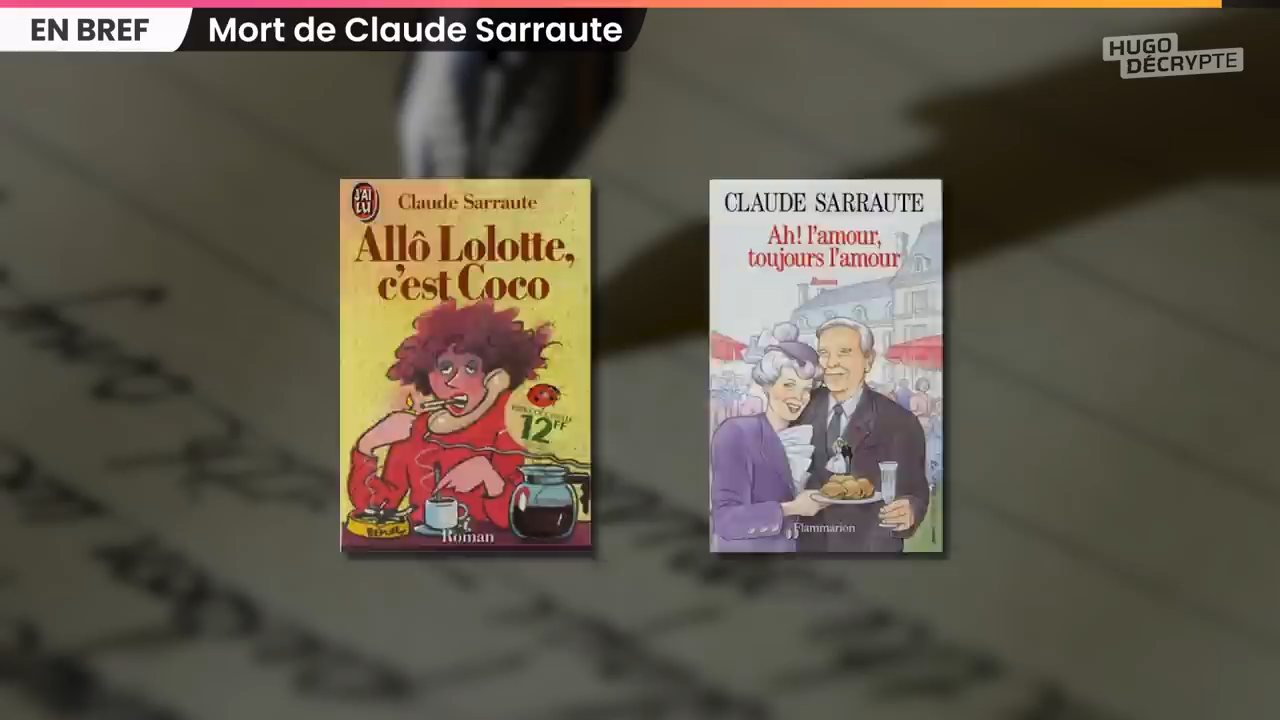 EN BREF
Mort de Claude Sarraute
HUGO
DÉCRYPTE
J'AI
LU
Claude Sarraute
Allô Lolotte,
c'est Coco
12FF
Roman
CLAUDE SARRAUTE
Ah! l'amour,
toujours l'amour
Roman
Flammarion